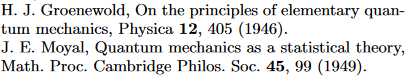 H. J. Groenewold, On the principles of elementary quan-
tum mechanics, Physica 12, 405 (1946).
J. E. Moyal, Quantum mechanics as a statistical theory,
Math. Proc. Cambridge Philos. Soc. 45, 99 (1949).